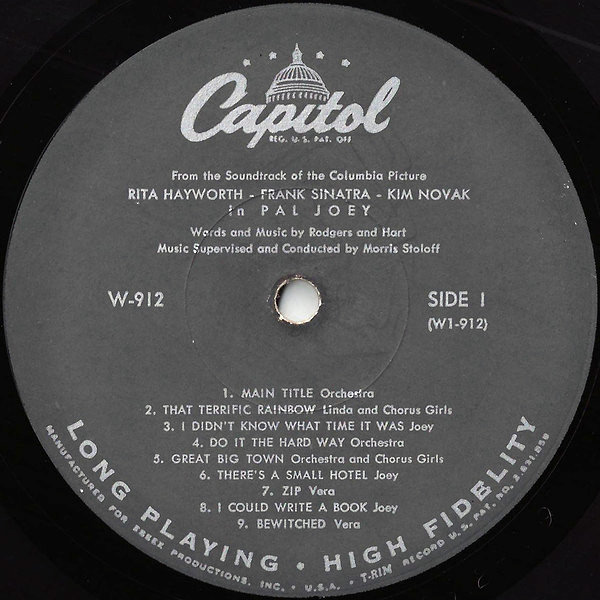 Capitol
REG. U.S. PAT. OFF.
From the Soundtrack of the Columbia Picture
RITA HAYWORTH - FRANK SINATRA - KIM NOVAK
in PAL JOEY
Words and Music by Rodgers and Hart
Music Supervised and Conducted by Morris Stoloff
W-912
SIDE 1
(W1-912)
1. MAIN TITLE Orchestra
2. THAT TERRIFIC RAINBOW Linda and Chorus Girls
3. I DIDN'T KNOW WHAT TIME IT WAS Joey
4. DO IT THE HARD WAY Orchestra
5. GREAT BIG TOWN Orchestra and Chorus Girls
6. THERE'S A SMALL HOTEL Joey
7. ZIP Vera
8. I COULD WRITE A BOOK Joey
9. BEWITCHED Vera
LONG PLAYING • HIGH FIDELITY
MANUFACTURED FOR ESSEX PRODUCTIONS, INC. • U.S.A. • T-RIM RECORD U.S. PAT. NO. 2,631,859